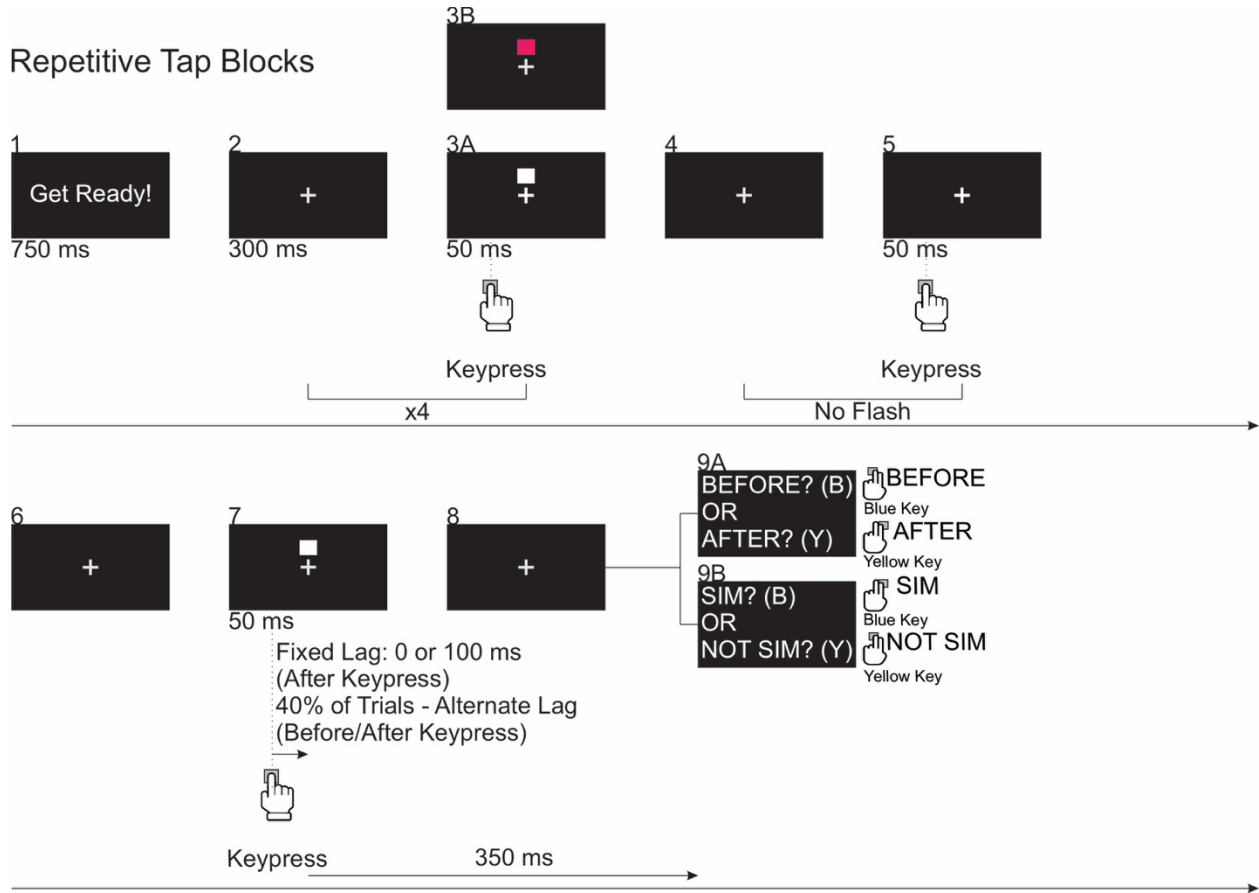 3B
Repetitive Tap Blocks
1
2
3A
4
5
Get Ready!
750 ms
300 ms
50 ms
50 ms
Keypress
Keypress
x4
No Flash
6
7
8
9A
BEFORE? (B)
OR
AFTER? (Y)
BEFORE
Blue Key
AFTER
Yellow Key
9B
SIM? (B)
OR
NOT SIM? (Y)
SIM
Blue Key
NOT SIM
Yellow Key
50 ms
Fixed Lag: 0 or 100 ms
(After Keypress)
40% of Trials - Alternate Lag
(Before/After Keypress)
Keypress
350 ms